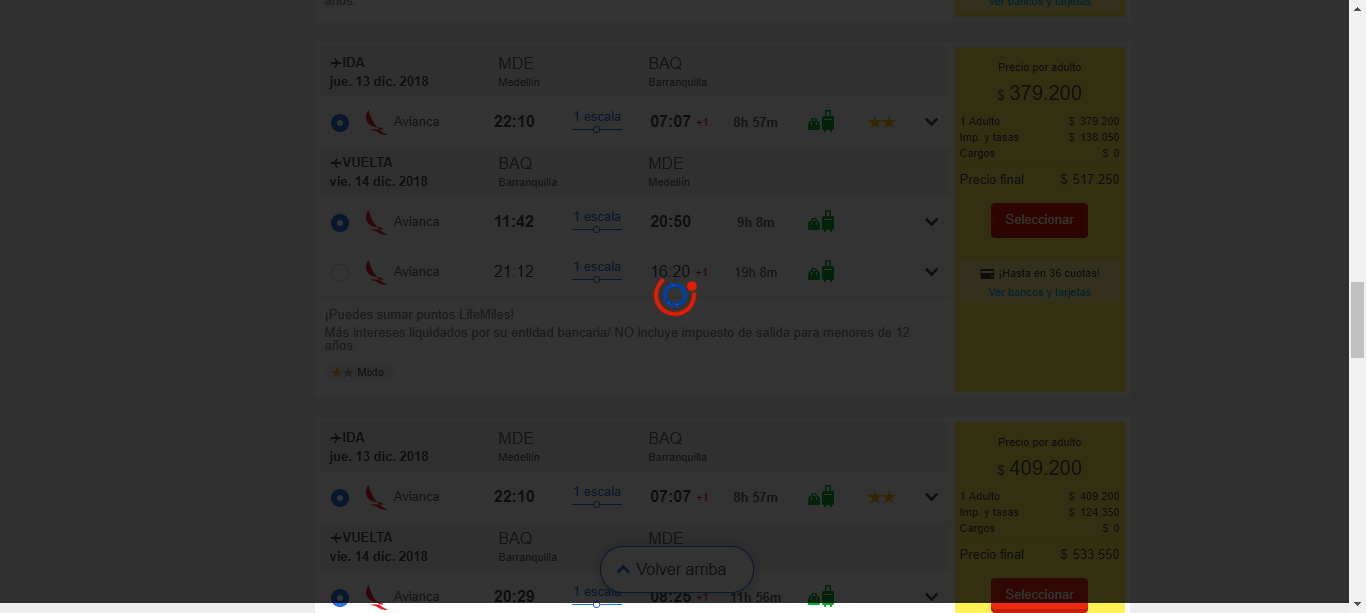 años.
Ver bancos y tarjetas
IDA MDE BAQ
jue. 13 dic. 2018 Medellín Barranquilla
Avianca 22:10 1 escala 07:07 +1 8h 57m
VUELTA BAQ MDE
vie. 14 dic. 2018 Barranquilla Medellín
Avianca 11:42 1 escala 20:50 9h 8m
Avianca 21:12 1 escala 16:20 +1 19h 8m
¡Puedes sumar puntos LifeMiles!
Más intereses liquidados por su entidad bancaria/ NO incluye impuesto de salida para menores de 12
años.
Mixto
Precio por adulto
$ 379.200
1 Adulto $ 379.200
Imp. y tasas $ 138.050
Cargos $ 0
Precio final $ 517.250
Seleccionar
¡Hasta en 36 cuotas!
Ver bancos y tarjetas
IDA MDE BAQ
jue. 13 dic. 2018 Medellín Barranquilla
Avianca 22:10 1 escala 07:07 +1 8h 57m
VUELTA BAQ MDE
vie. 14 dic. 2018 Barranquilla
Avianca 20:29 1 escala 08:25 +1 11h 56m
Precio por adulto
$ 409.200
1 Adulto $ 409.200
Imp. y tasas $ 124.350
Cargos $ 0
Precio final $ 533.550
Seleccionar
Volver arriba